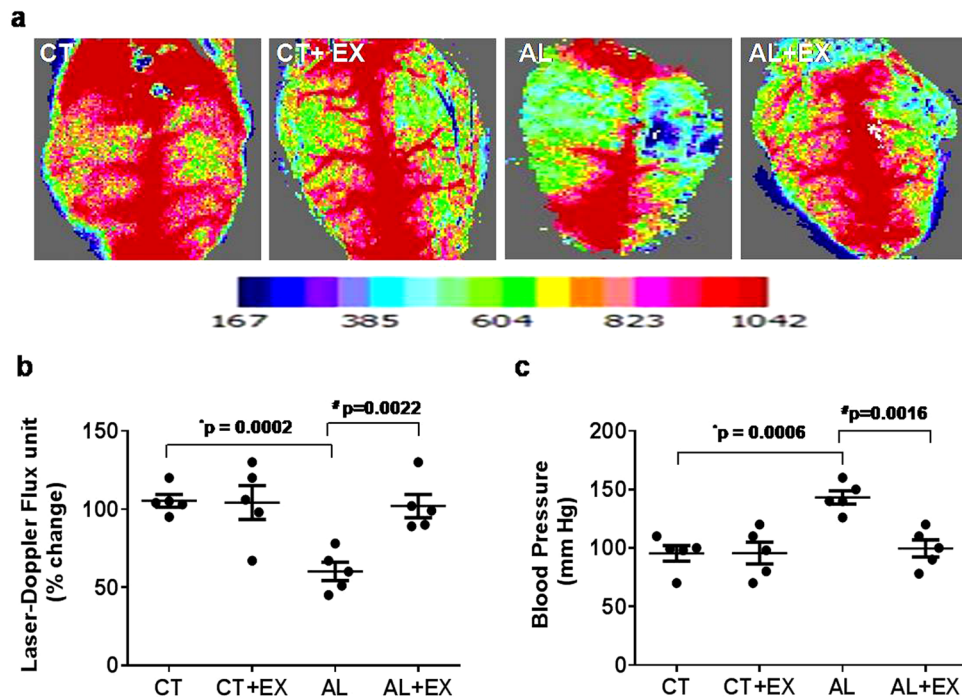 a
CT
CT+ EX
AL
AL+EX
167 385 604 823 1042
b
Laser-Doppler Flux unit
(% change)
150
100
50
0
*p = 0.0002
#p=0.0022
CT CT+EX AL AL+EX
c
Blood Pressure
(mm Hg)
200
150
100
50
0
*p = 0.0006
#p=0.0016
CT CT+EX AL AL+EX